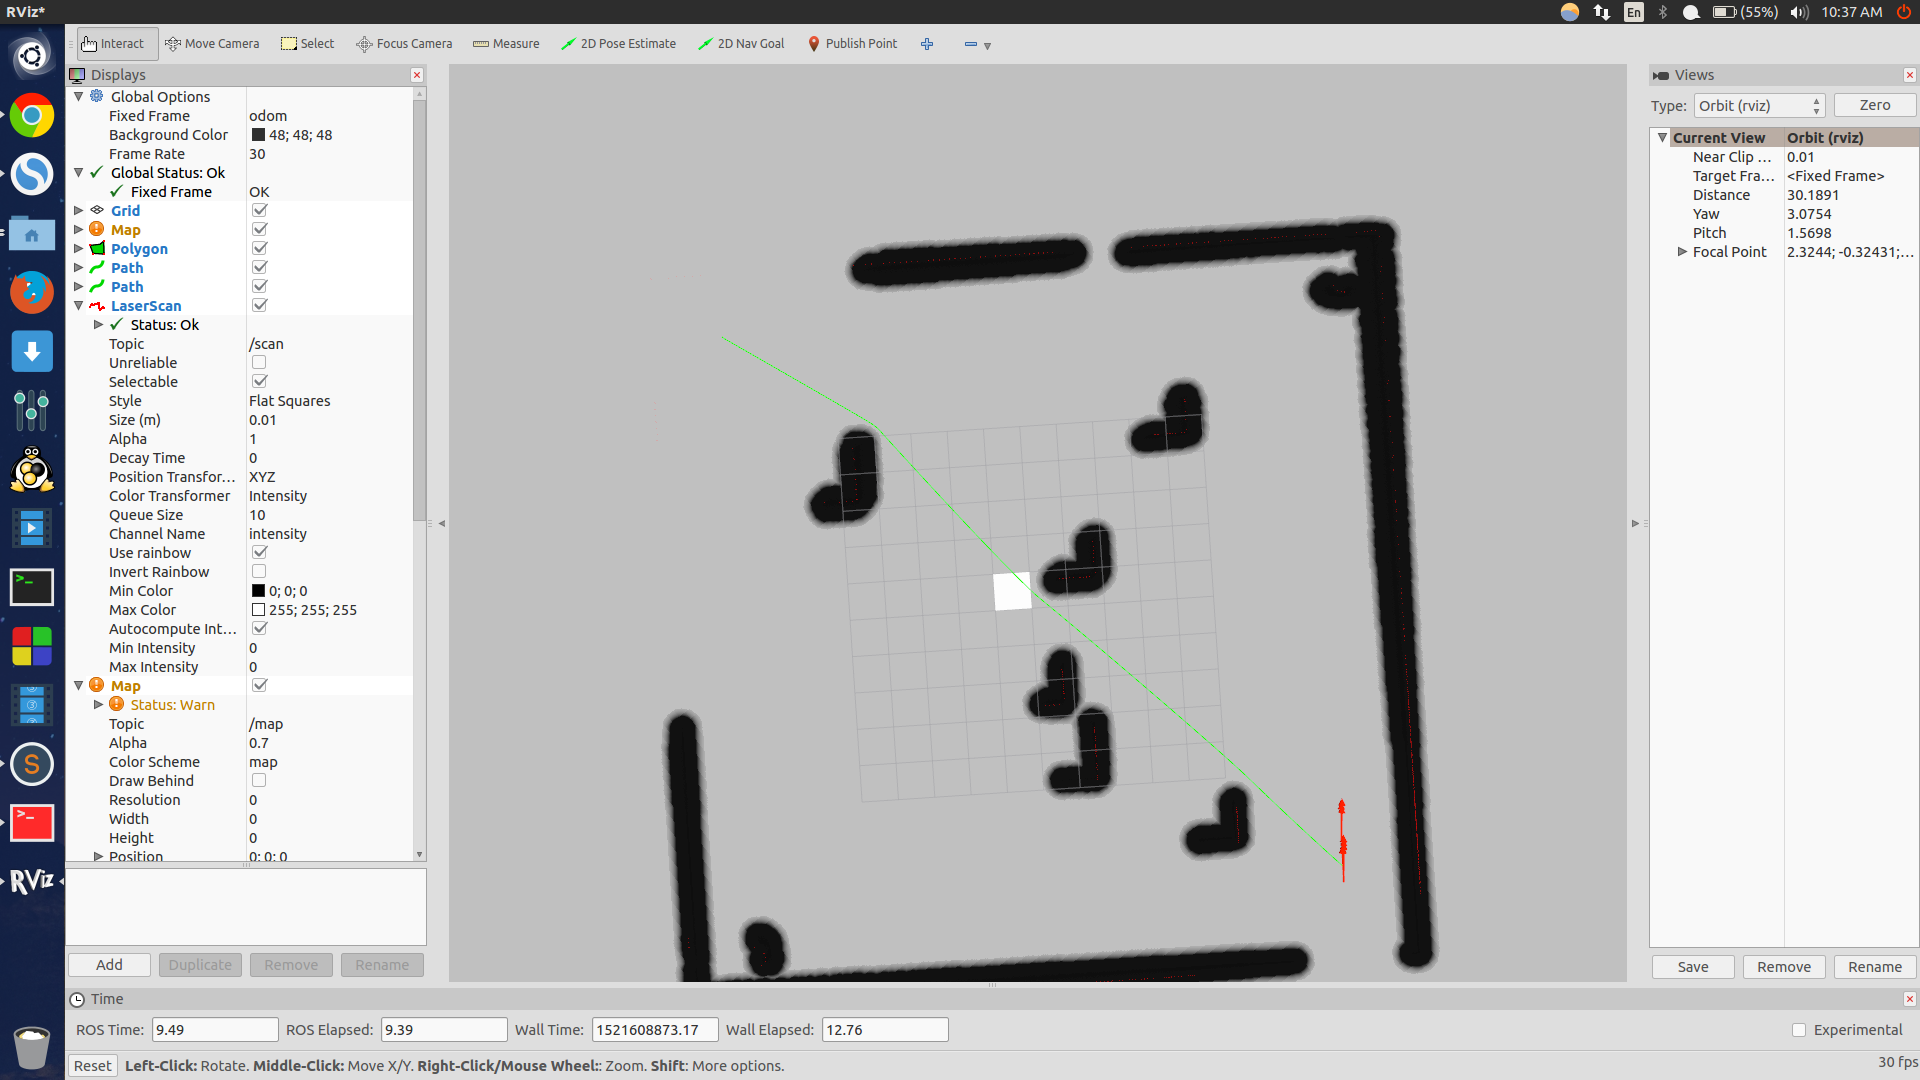 RViz*
En
(55%)
10:37 AM
Interact
Move Camera
Select
Focus Camera
Measure
2D Pose Estimate
2D Nav Goal
Publish Point
Displays
Global Options
Fixed Frame odom
Background Color 48; 48; 48
Frame Rate 30
Global Status: Ok
Fixed Frame OK
Grid
Map
Polygon
Path
Path
LaserScan
Status: Ok
Topic /scan
Unreliable
Selectable
Style Flat Squares
Size (m) 0.01
Alpha 1
Decay Time 0
Position Transfor... XYZ
Color Transformer Intensity
Queue Size 10
Channel Name intensity
Use rainbow
Invert Rainbow
Min Color 0; 0; 0
Max Color 255; 255; 255
Autocompute Int...
Min Intensity 0
Max Intensity 0
Map
Status: Warn
Topic /map
Alpha 0.7
Color Scheme map
Draw Behind
Resolution 0
Width 0
Height 0
Position 0; 0; 0
Add
Duplicate
Remove
Rename
Views
Type: Orbit (rviz) Zero
Current View Orbit (rviz)
Near Clip ... 0.01
Target Fra... <Fixed Frame>
Distance 30.1891
Yaw 3.0754
Pitch 1.5698
Focal Point 2.3244; -0.32431;...
Save
Remove
Rename
S
RViz
Time
ROS Time: 9.49 ROS Elapsed: 9.39 Wall Time: 1521608873.17 Wall Elapsed: 12.76 Experimental
Reset Left-Click: Rotate. Middle-Click: Move X/Y. Right-Click/Mouse Wheel:: Zoom. Shift: More options. 30 fps